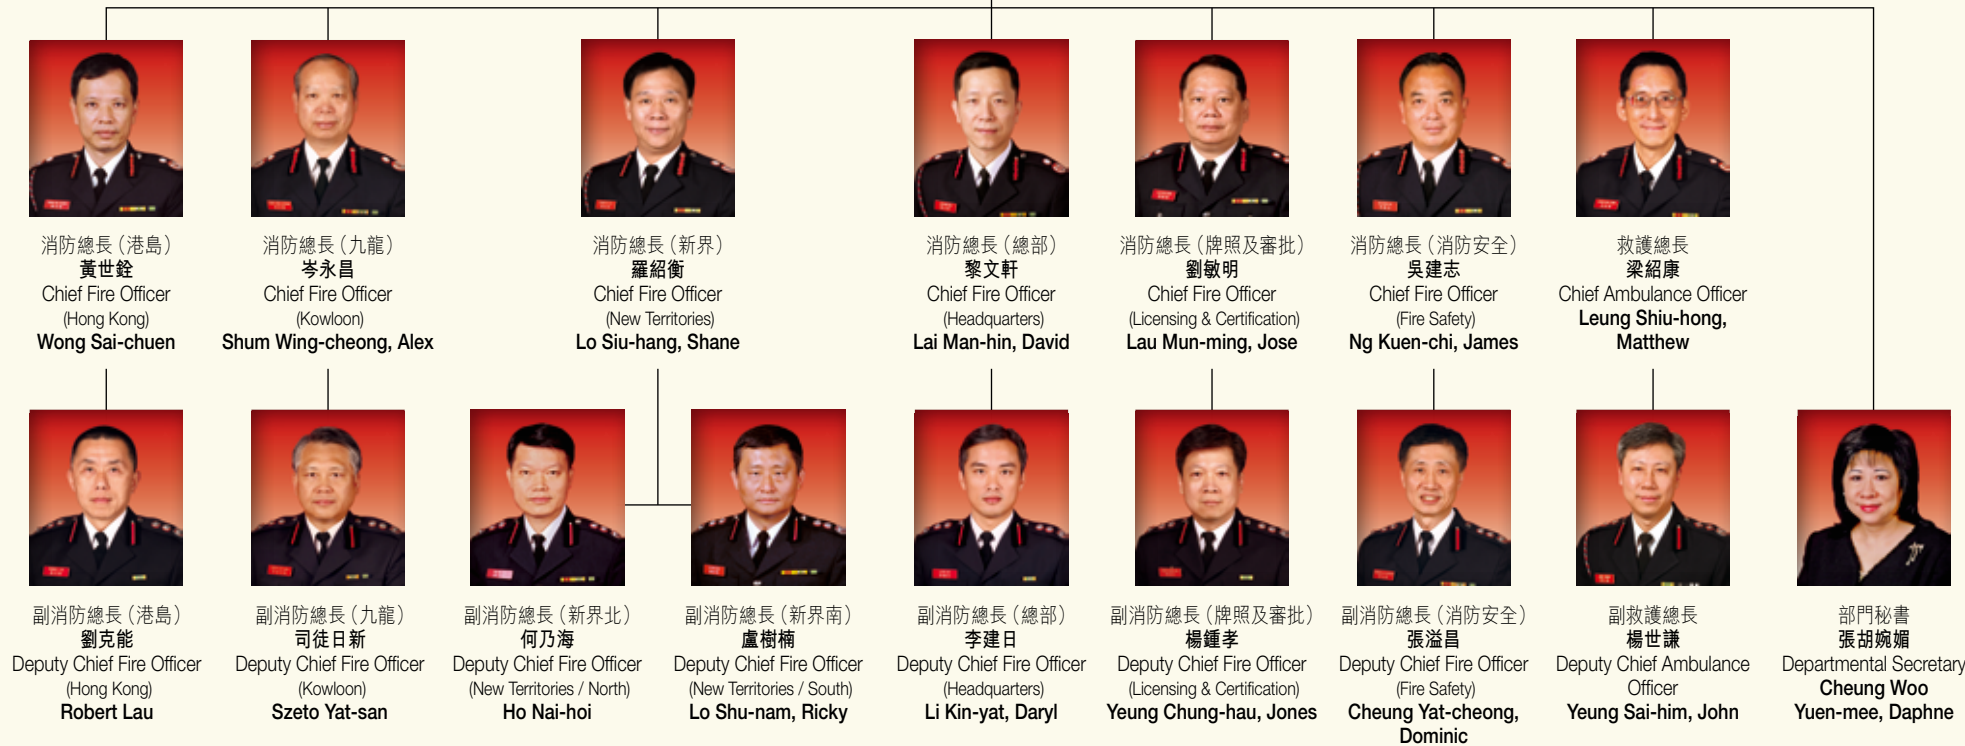 消防總長（港島）
黃世銓
Chief Fire Officer
(Hong Kong)
Wong Sai-chuen
消防總長（九龍）
岑永昌
Chief Fire Officer
(Kowloon)
Shum Wing-cheong, Alex
消防總長（新界）
羅紹衡
Chief Fire Officer
(New Territories)
Lo Siu-hang, Shane
消防總長（總部）
黎文軒
Chief Fire Officer
(Headquarters)
Lai Man-hin, David
消防總長（牌照及審批）
劉敏明
Chief Fire Officer
(Licensing & Certification)
Lau Mun-ming, Jose
消防總長（消防安全）
吳建志
Chief Fire Officer
(Fire Safety)
Ng Kuen-chi, James
救護總長
梁紹康
Chief Ambulance Officer
Leung Shiu-hong,
Matthew
副消防總長（港島）
劉克能
Deputy Chief Fire Officer
(Hong Kong)
Robert Lau
副消防總長（九龍）
司徒日新
Deputy Chief Fire Officer
(Kowloon)
Szeto Yat-san
副消防總長（新界北）
何乃海
Deputy Chief Fire Officer
(New Territories / North)
Ho Nai-hoi
副消防總長（新界南）
盧樹楠
Deputy Chief Fire Officer
(New Territories / South)
Lo Shu-nam, Ricky
副消防總長（總部）
李建日
Deputy Chief Fire Officer
(Headquarters)
Li Kin-yat, Daryl
副消防總長（牌照及審批）
楊鍾孝
Deputy Chief Fire Officer
(Licensing & Certification)
Yeung Chung-hau, Jones
副消防總長（消防安全）
張溢昌
Deputy Chief Fire Officer
(Fire Safety)
Cheung Yat-cheong,
Dominic
副救護總長
楊世謙
Deputy Chief Ambulance
Officer
Yeung Sai-him, John
部門秘書
張胡婉媚
Departmental Secretary
Cheung Woo
Yuen-mee, Daphne